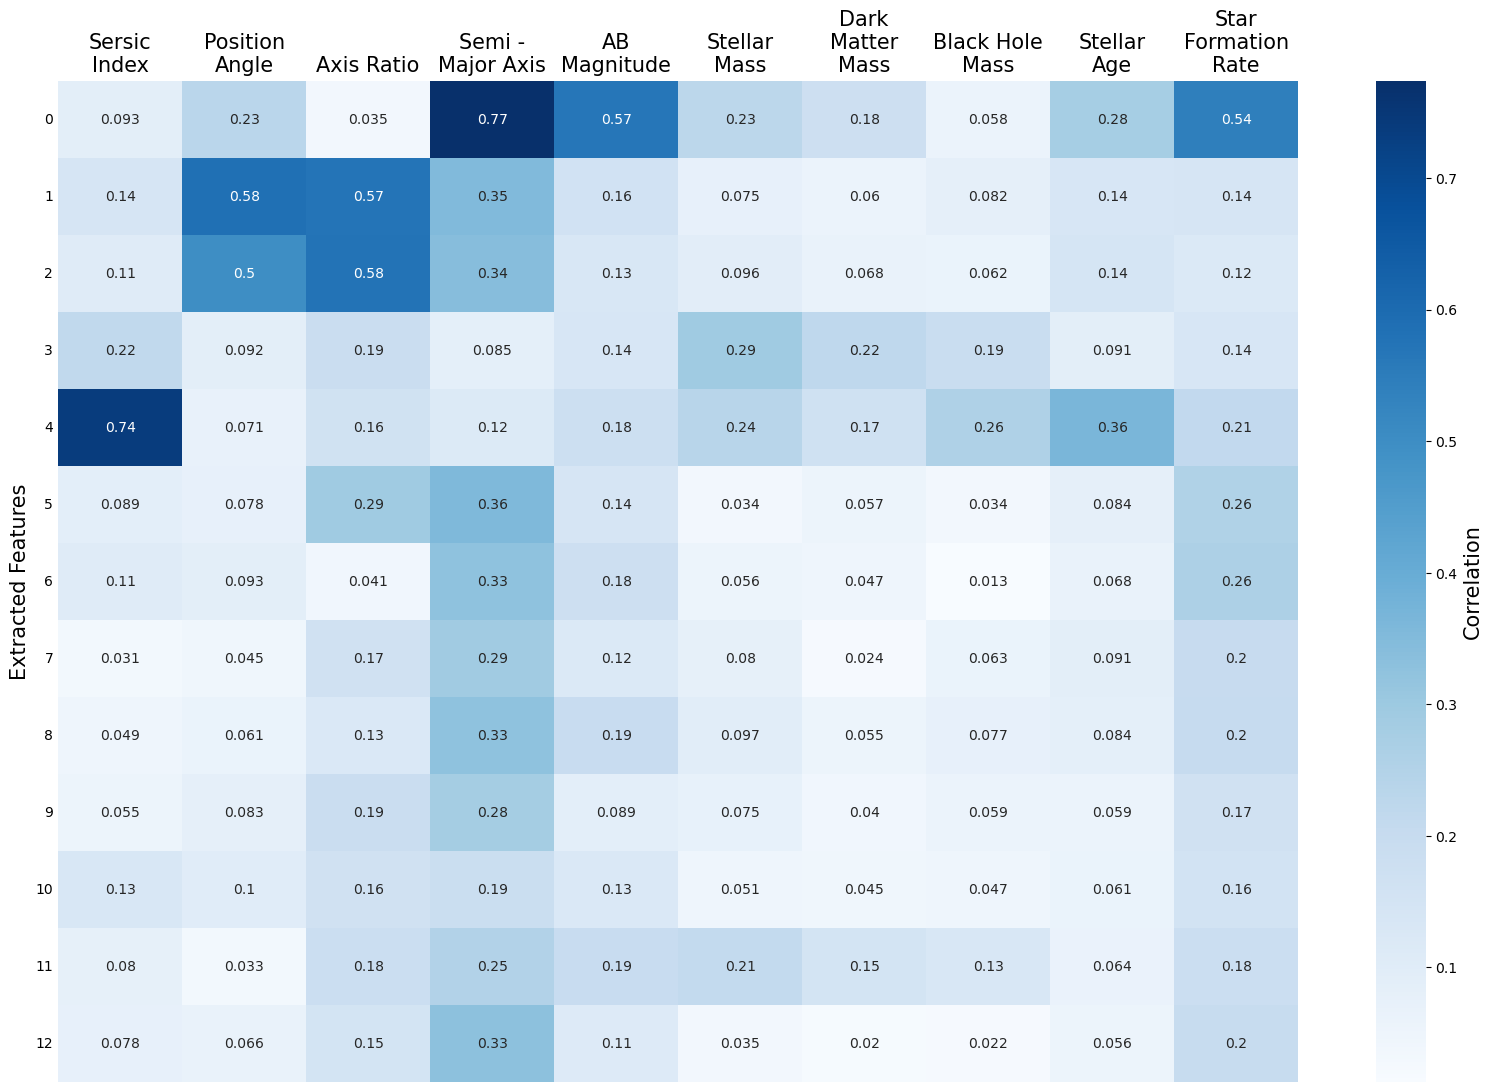 Sersic Index
Position Angle
Axis Ratio
Semi - Major Axis
AB Magnitude
Stellar Mass
Dark Matter Mass
Black Hole Mass
Stellar Age
Star Formation Rate
0 0.093 0.23 0.035 0.77 0.57 0.23 0.18 0.058 0.28 0.54
1 0.14 0.58 0.57 0.35 0.16 0.075 0.06 0.082 0.14 0.14
2 0.11 0.5 0.58 0.34 0.13 0.096 0.068 0.062 0.14 0.12
3 0.22 0.092 0.19 0.085 0.14 0.29 0.22 0.19 0.091 0.14
4 0.74 0.071 0.16 0.12 0.18 0.24 0.17 0.26 0.36 0.21
5 0.089 0.078 0.29 0.36 0.14 0.034 0.057 0.034 0.084 0.26
6 0.11 0.093 0.041 0.33 0.18 0.056 0.047 0.013 0.068 0.26
7 0.031 0.045 0.17 0.29 0.12 0.08 0.024 0.063 0.091 0.2
8 0.049 0.061 0.13 0.33 0.19 0.097 0.055 0.077 0.084 0.2
9 0.055 0.083 0.19 0.28 0.089 0.075 0.04 0.059 0.059 0.17
10 0.13 0.1 0.16 0.19 0.13 0.051 0.045 0.047 0.061 0.16
11 0.08 0.033 0.18 0.25 0.19 0.21 0.15 0.13 0.064 0.18
12 0.078 0.066 0.15 0.33 0.11 0.035 0.02 0.022 0.056 0.2
Extracted Features
0.7
0.6
0.5
0.4
0.3
0.2
0.1
Correlation